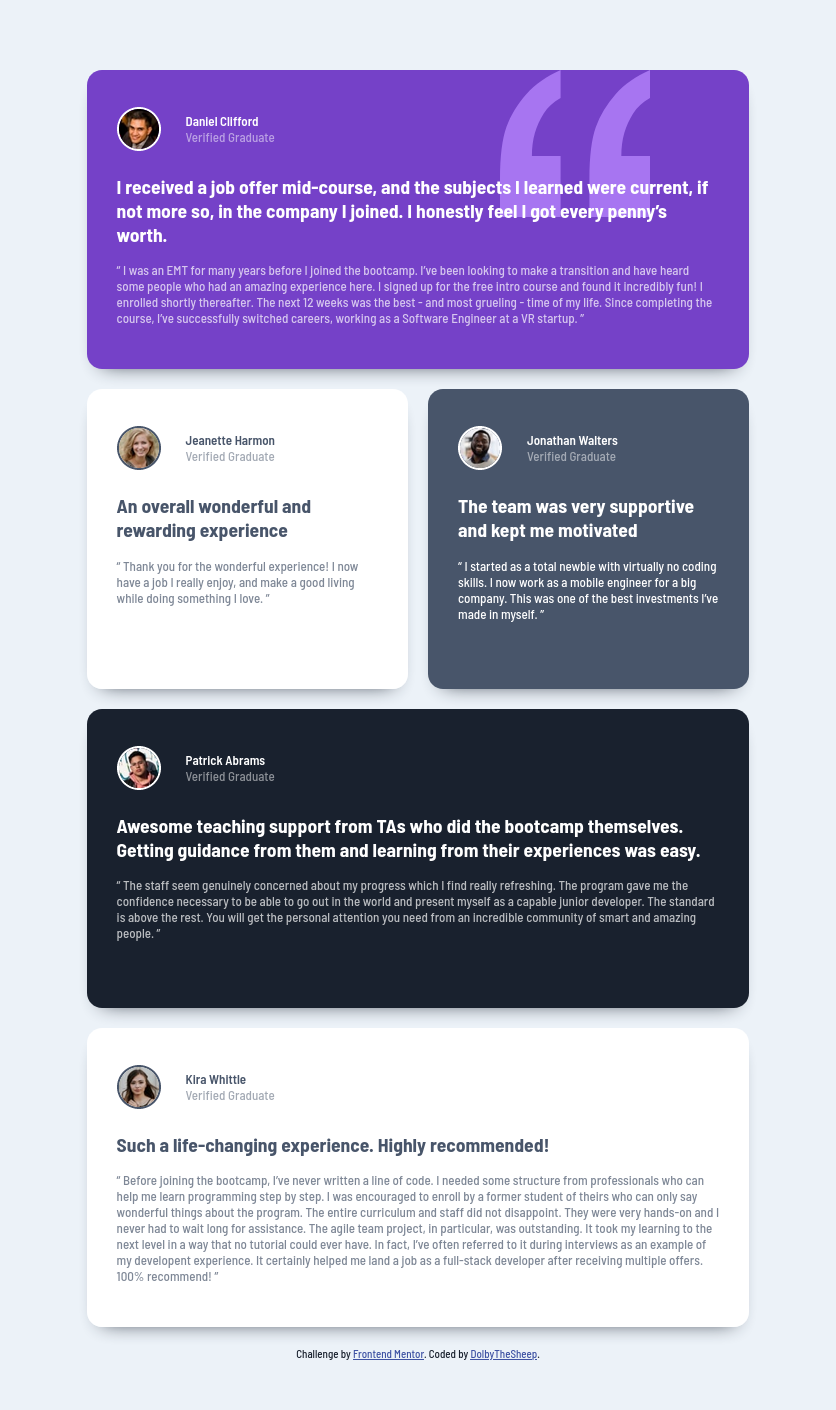 Daniel Clifford
Verified Graduate
I received a job offer mid-course, and the subjects I learned were current, if
not more so, in the company I joined. I honestly feel I got every penny’s
worth.
“ I was an EMT for many years before I joined the bootcamp. I’ve been looking to make a transition and have heard
some people who had an amazing experience here. I signed up for the free intro course and found it incredibly fun! I
enrolled shortly thereafter. The next 12 weeks was the best - and most grueling - time of my life. Since completing the
course, I’ve successfully switched careers, working as a Software Engineer at a VR startup. ”
Jeanette Harmon
Verified Graduate
An overall wonderful and
rewarding experience
“ Thank you for the wonderful experience! I now
have a job I really enjoy, and make a good living
while doing something I love. ”
Jonathan Walters
Verified Graduate
The team was very supportive
and kept me motivated
“ I started as a total newbie with virtually no coding
skills. I now work as a mobile engineer for a big
company. This was one of the best investments I’ve
made in myself. ”
Patrick Abrams
Verified Graduate
Awesome teaching support from TAs who did the bootcamp themselves.
Getting guidance from them and learning from their experiences was easy.
“ The staff seem genuinely concerned about my progress which I find really refreshing. The program gave me the
confidence necessary to be able to go out in the world and present myself as a capable junior developer. The standard
is above the rest. You will get the personal attention you need from an incredible community of smart and amazing
people. ”
Kira Whittle
Verified Graduate
Such a life-changing experience. Highly recommended!
“ Before joining the bootcamp, I’ve never written a line of code. I needed some structure from professionals who can
help me learn programming step by step. I was encouraged to enroll by a former student of theirs who can only say
wonderful things about the program. The entire curriculum and staff did not disappoint. They were very hands-on and I
never had to wait long for assistance. The agile team project, in particular, was outstanding. It took my learning to the
next level in a way that no tutorial could ever have. In fact, I’ve often referred to it during interviews as an example of
my developent experience. It certainly helped me land a job as a full-stack developer after receiving multiple offers.
100% recommend! ”
Challenge by Frontend Mentor. Coded by DolbyTheSheep.